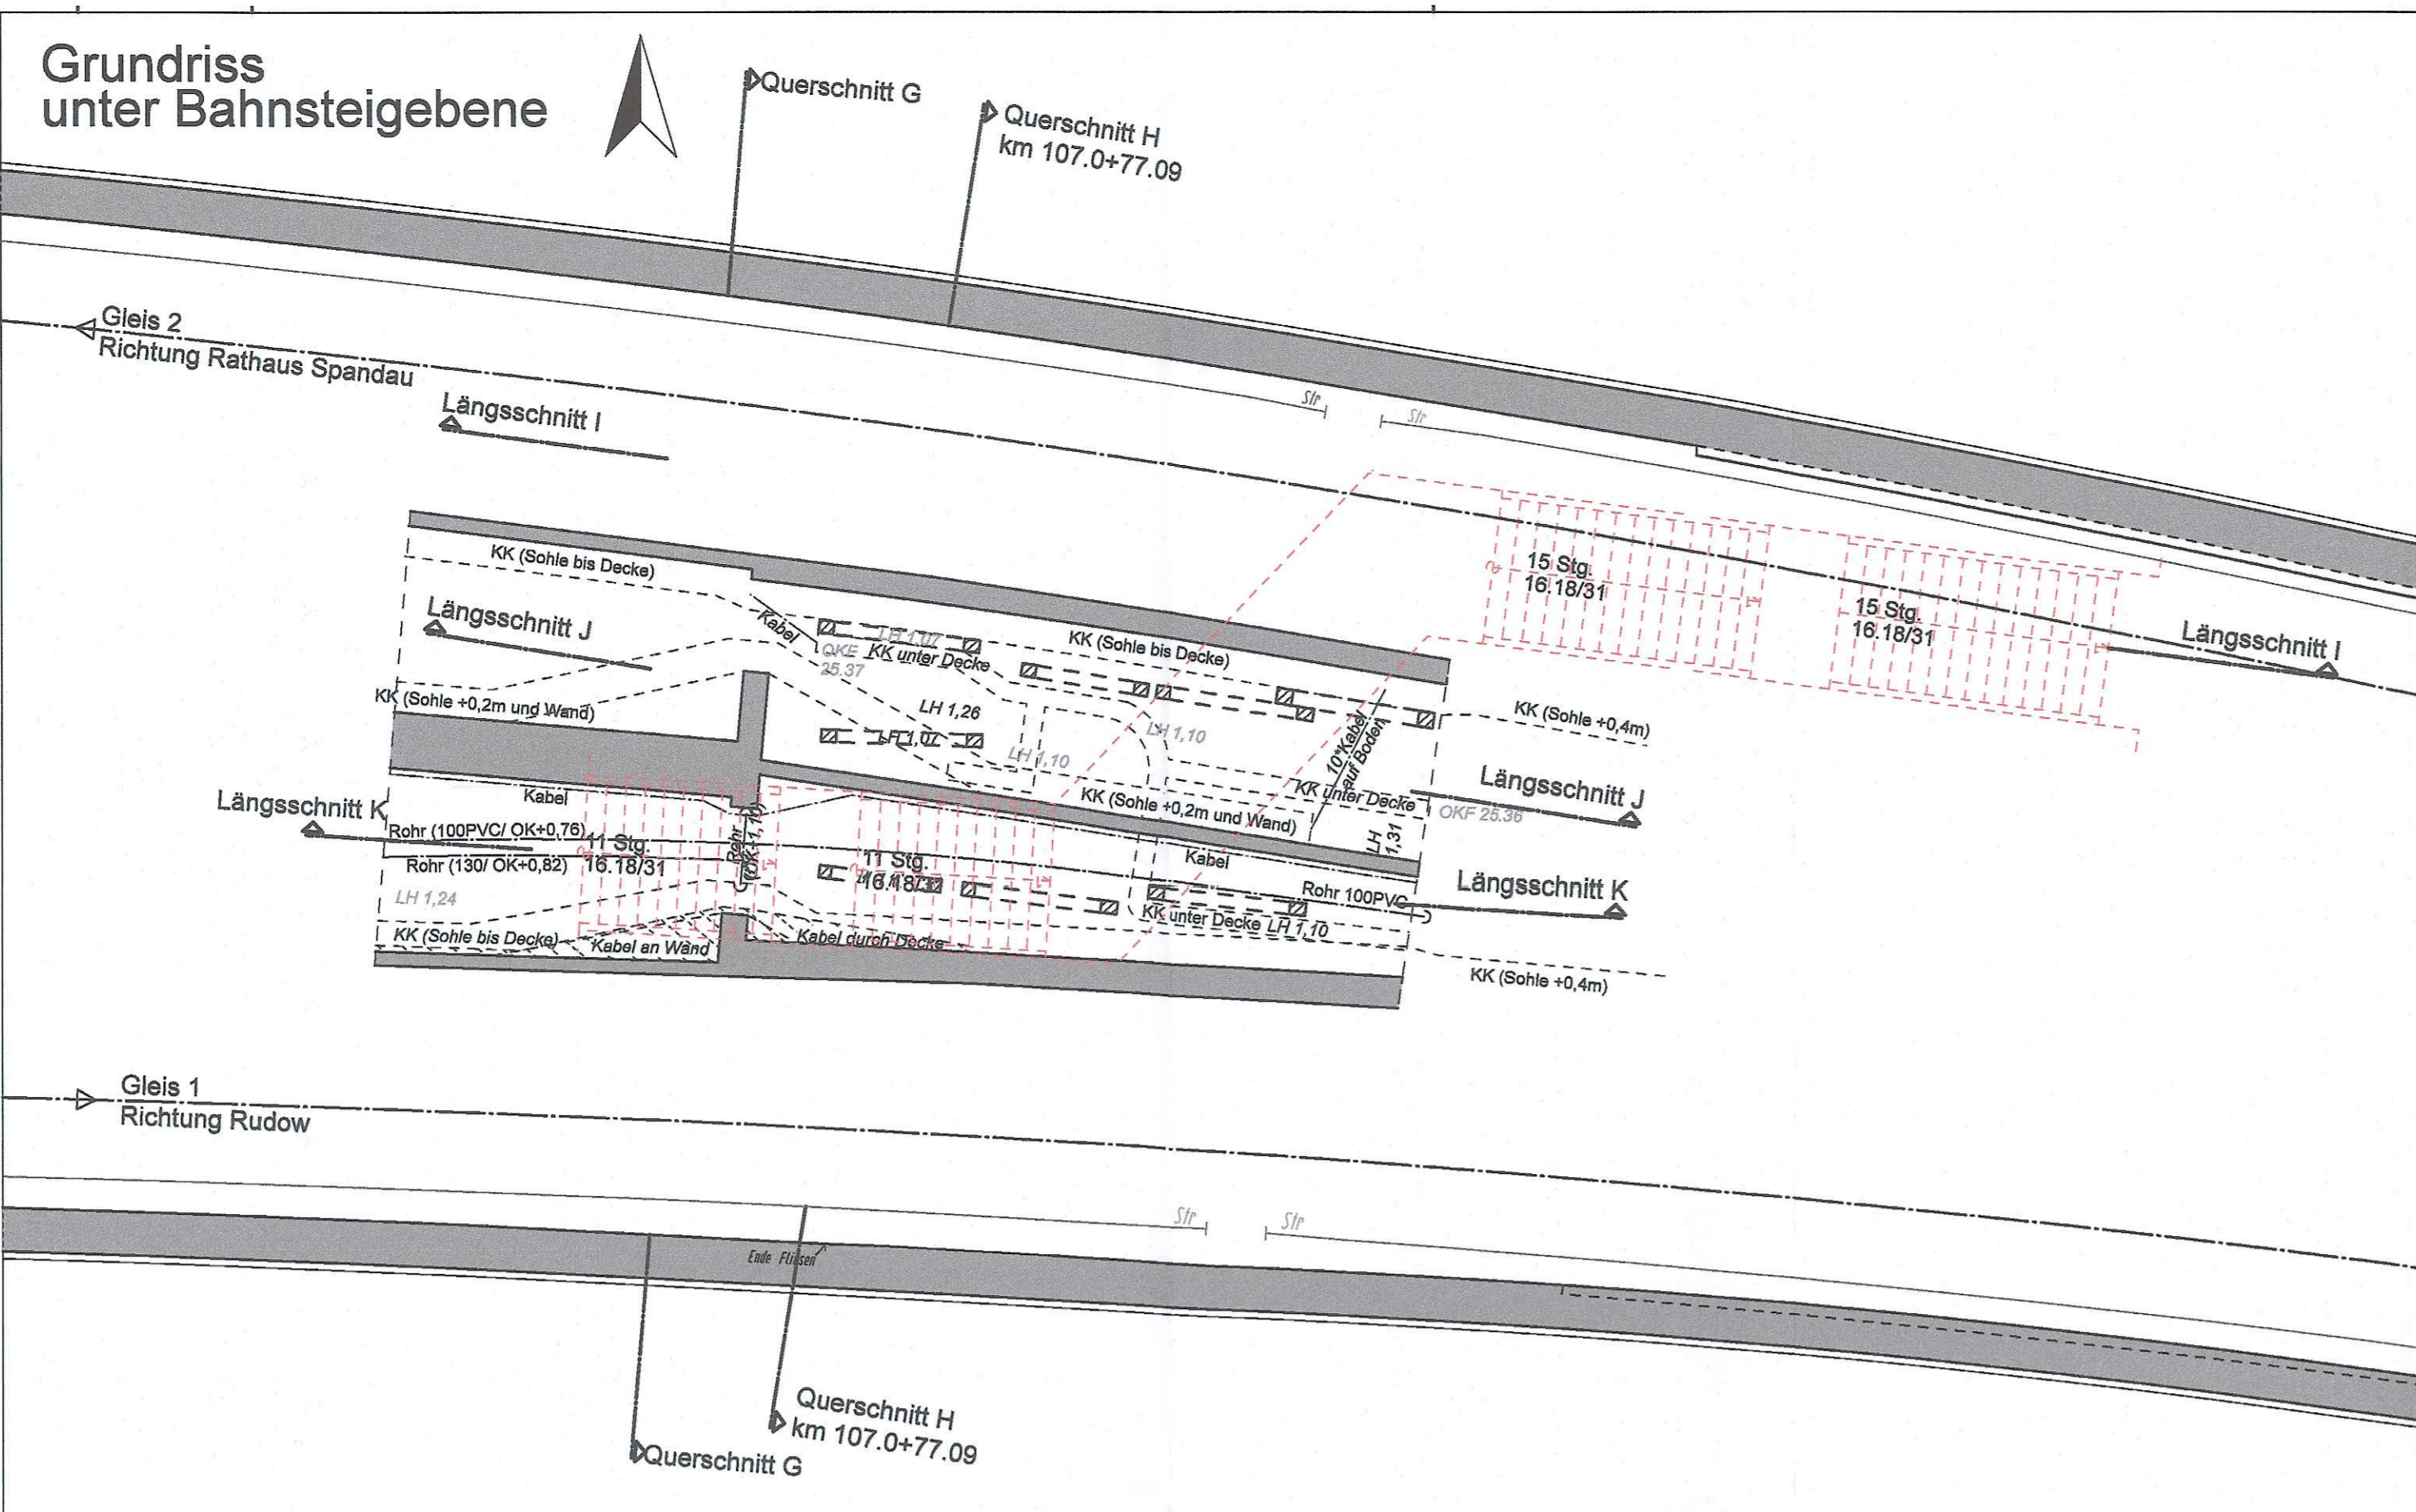 Grundriss
unter Bahnsteigebene
Querschnitt G
Querschnitt H
km 107.0+77.09
Gleis 2
Richtung Rathaus Spandau
Längsschnitt I
Str
Str
KK (Sohle bis Decke)
Längsschnitt J
Kabel
LH 1.07
OKF
25.37
KK unter Decke
KK (Sohle bis Decke)
15 Stg.
16.18/31
15 Stg.
16.18/31
Längsschnitt I
KK (Sohle +0,2m und Wand)
LH 1,26
LH 1,10
LH 1,10
10*Kabel
auf Boden
KK (Sohle +0,4m)
Längsschnitt J
OKF 25.36
KK unter Decke
KK (Sohle +0,2m und Wand)
LH
1,31
Längsschnitt K
Kabel
Rohr (100PVC/ OK+0,76)
Rohr (130/ OK+0,82)
11 Stg.
16.18/31
Rohr
11 Stg.
16.18/31
Kabel
Rohr 100PVC
Längsschnitt K
LH 1,24
KK (Sohle bis Decke)
Kabel an Wand
Kabel durch Decke
KK unter Decke LH 1,10
KK (Sohle +0,4m)
Gleis 1
Richtung Rudow
Str
Str
Ende Fliesen
Querschnitt H
km 107.0+77.09
Querschnitt G